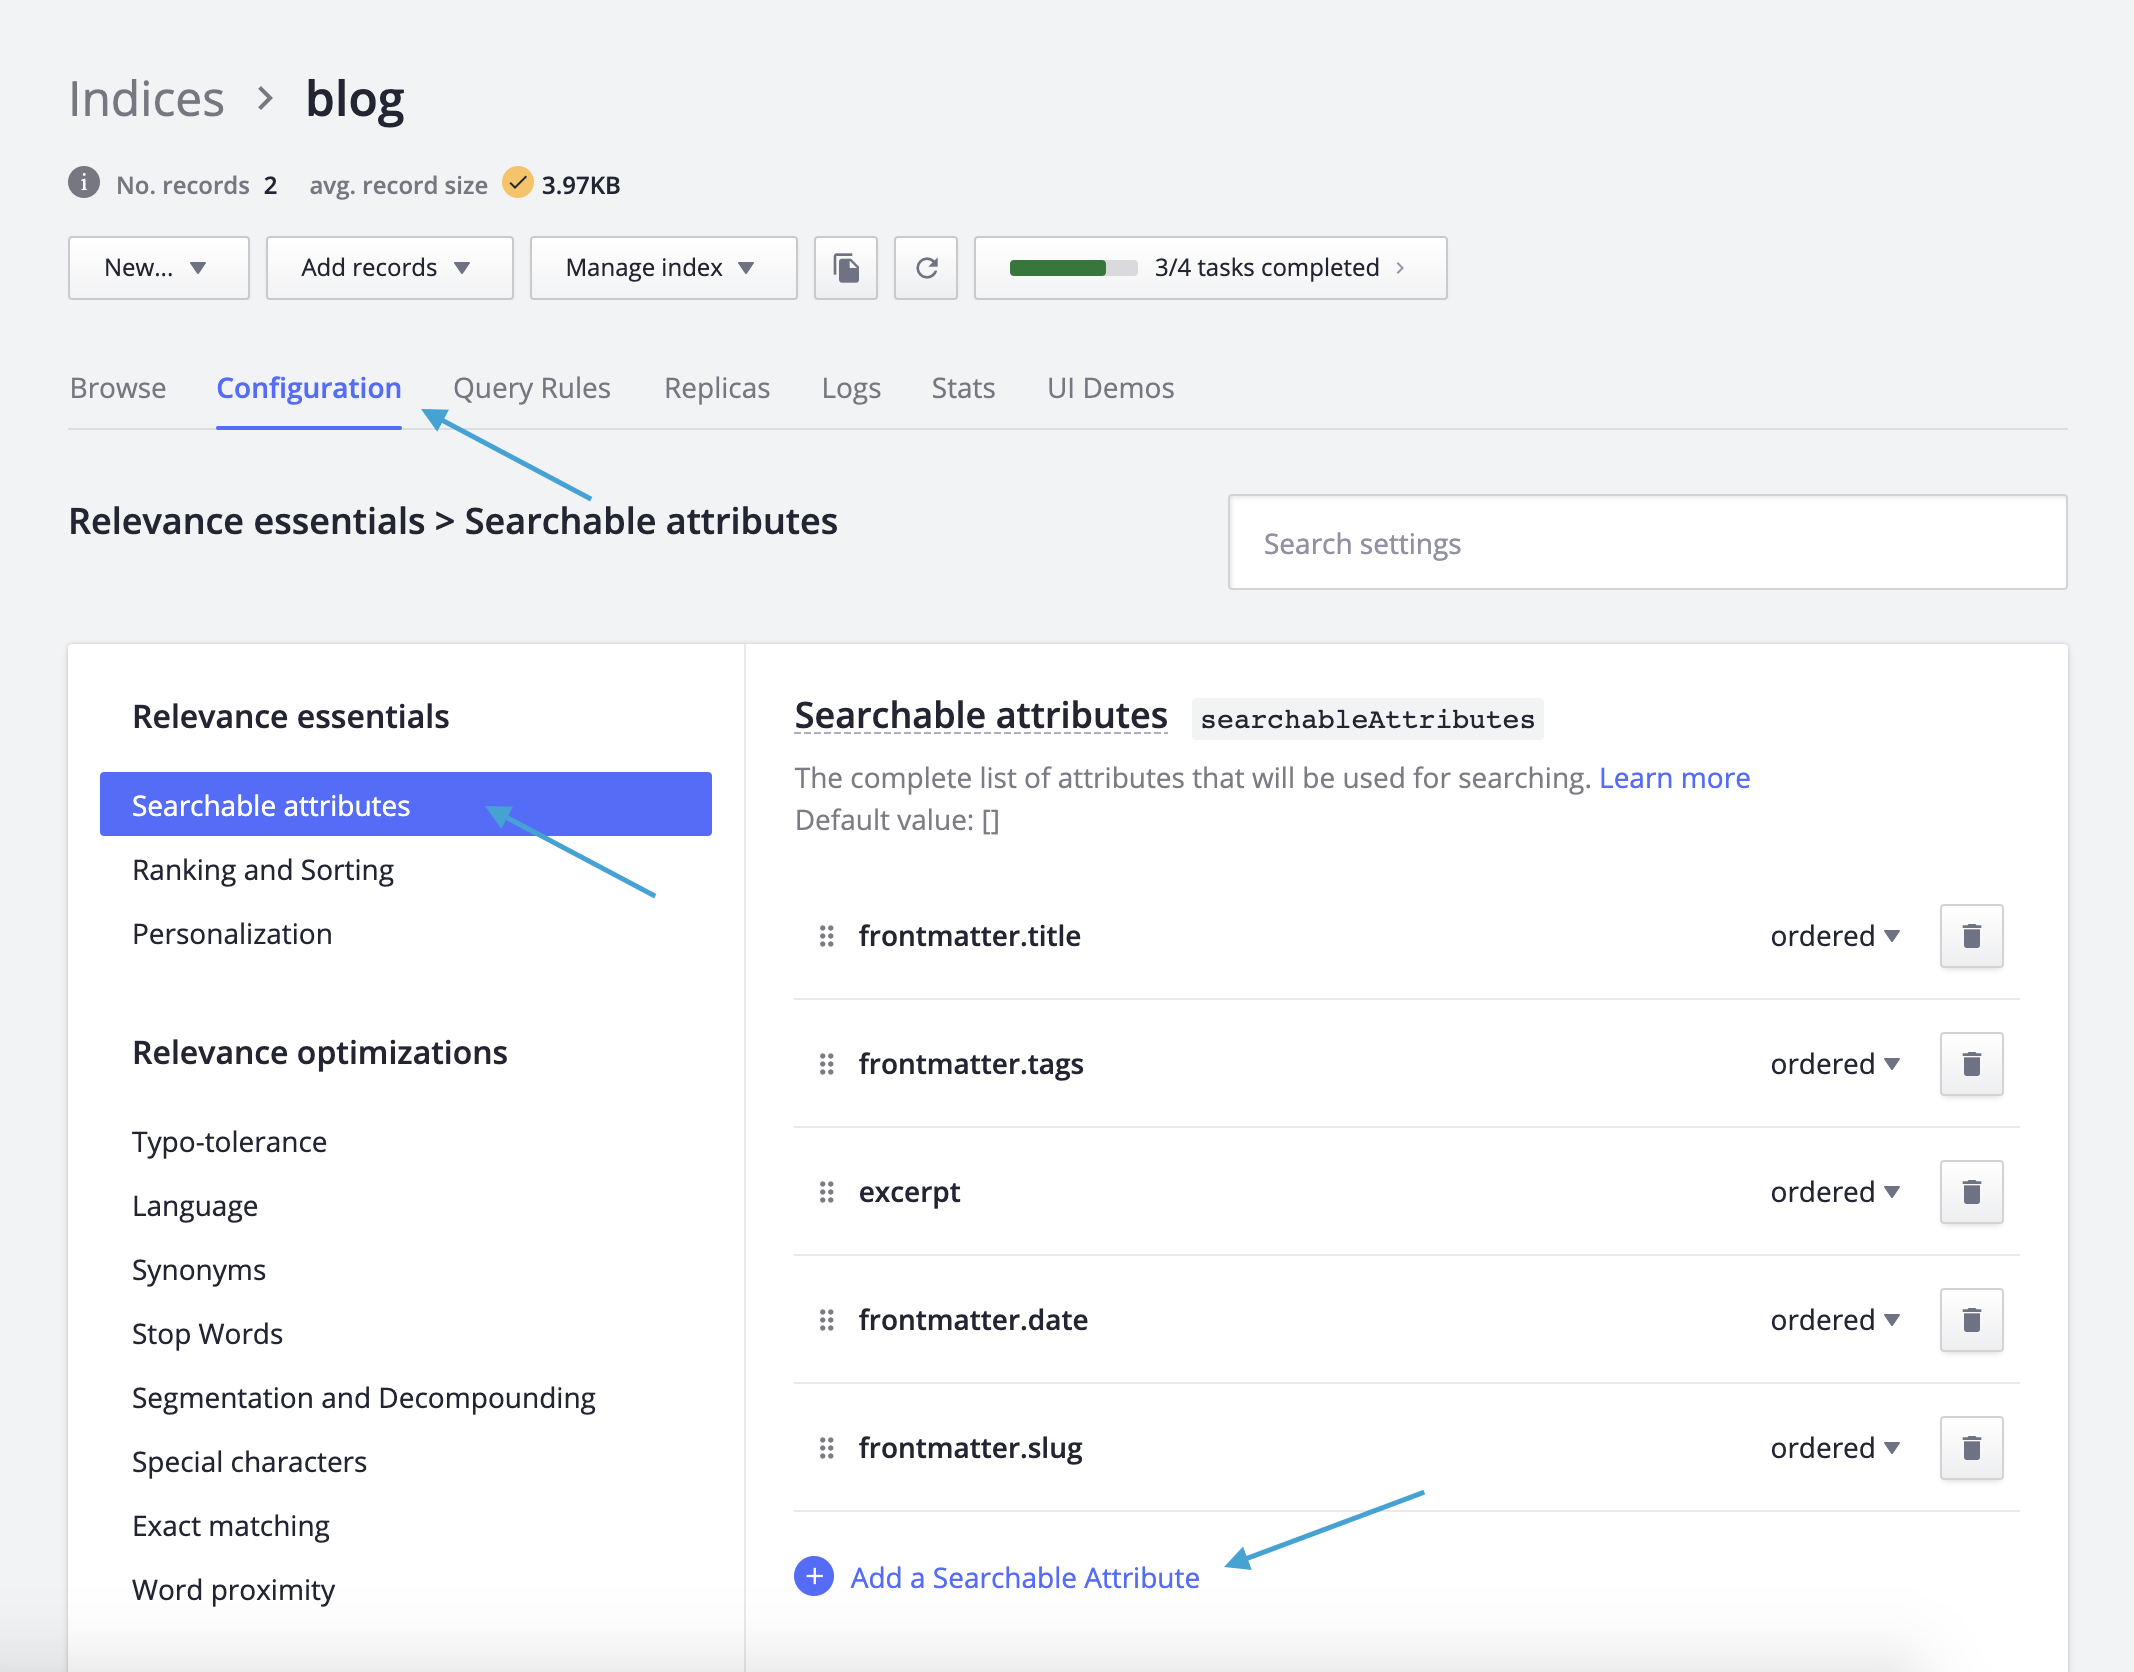 Indices > blog
No. records 2 avg. record size 3.97KB
New... Add records Manage index 3/4 tasks completed
Browse Configuration Query Rules Replicas Logs Stats UI Demos
Relevance essentials > Searchable attributes
Search settings
Relevance essentials
Searchable attributes
Ranking and Sorting
Personalization
Relevance optimizations
Typo-tolerance
Language
Synonyms
Stop Words
Segmentation and Decompounding
Special characters
Exact matching
Word proximity
Searchable attributes searchableAttributes
The complete list of attributes that will be used for searching. Learn more
Default value: []
frontmatter.title ordered
frontmatter.tags ordered
excerpt ordered
frontmatter.date ordered
frontmatter.slug ordered
Add a Searchable Attribute